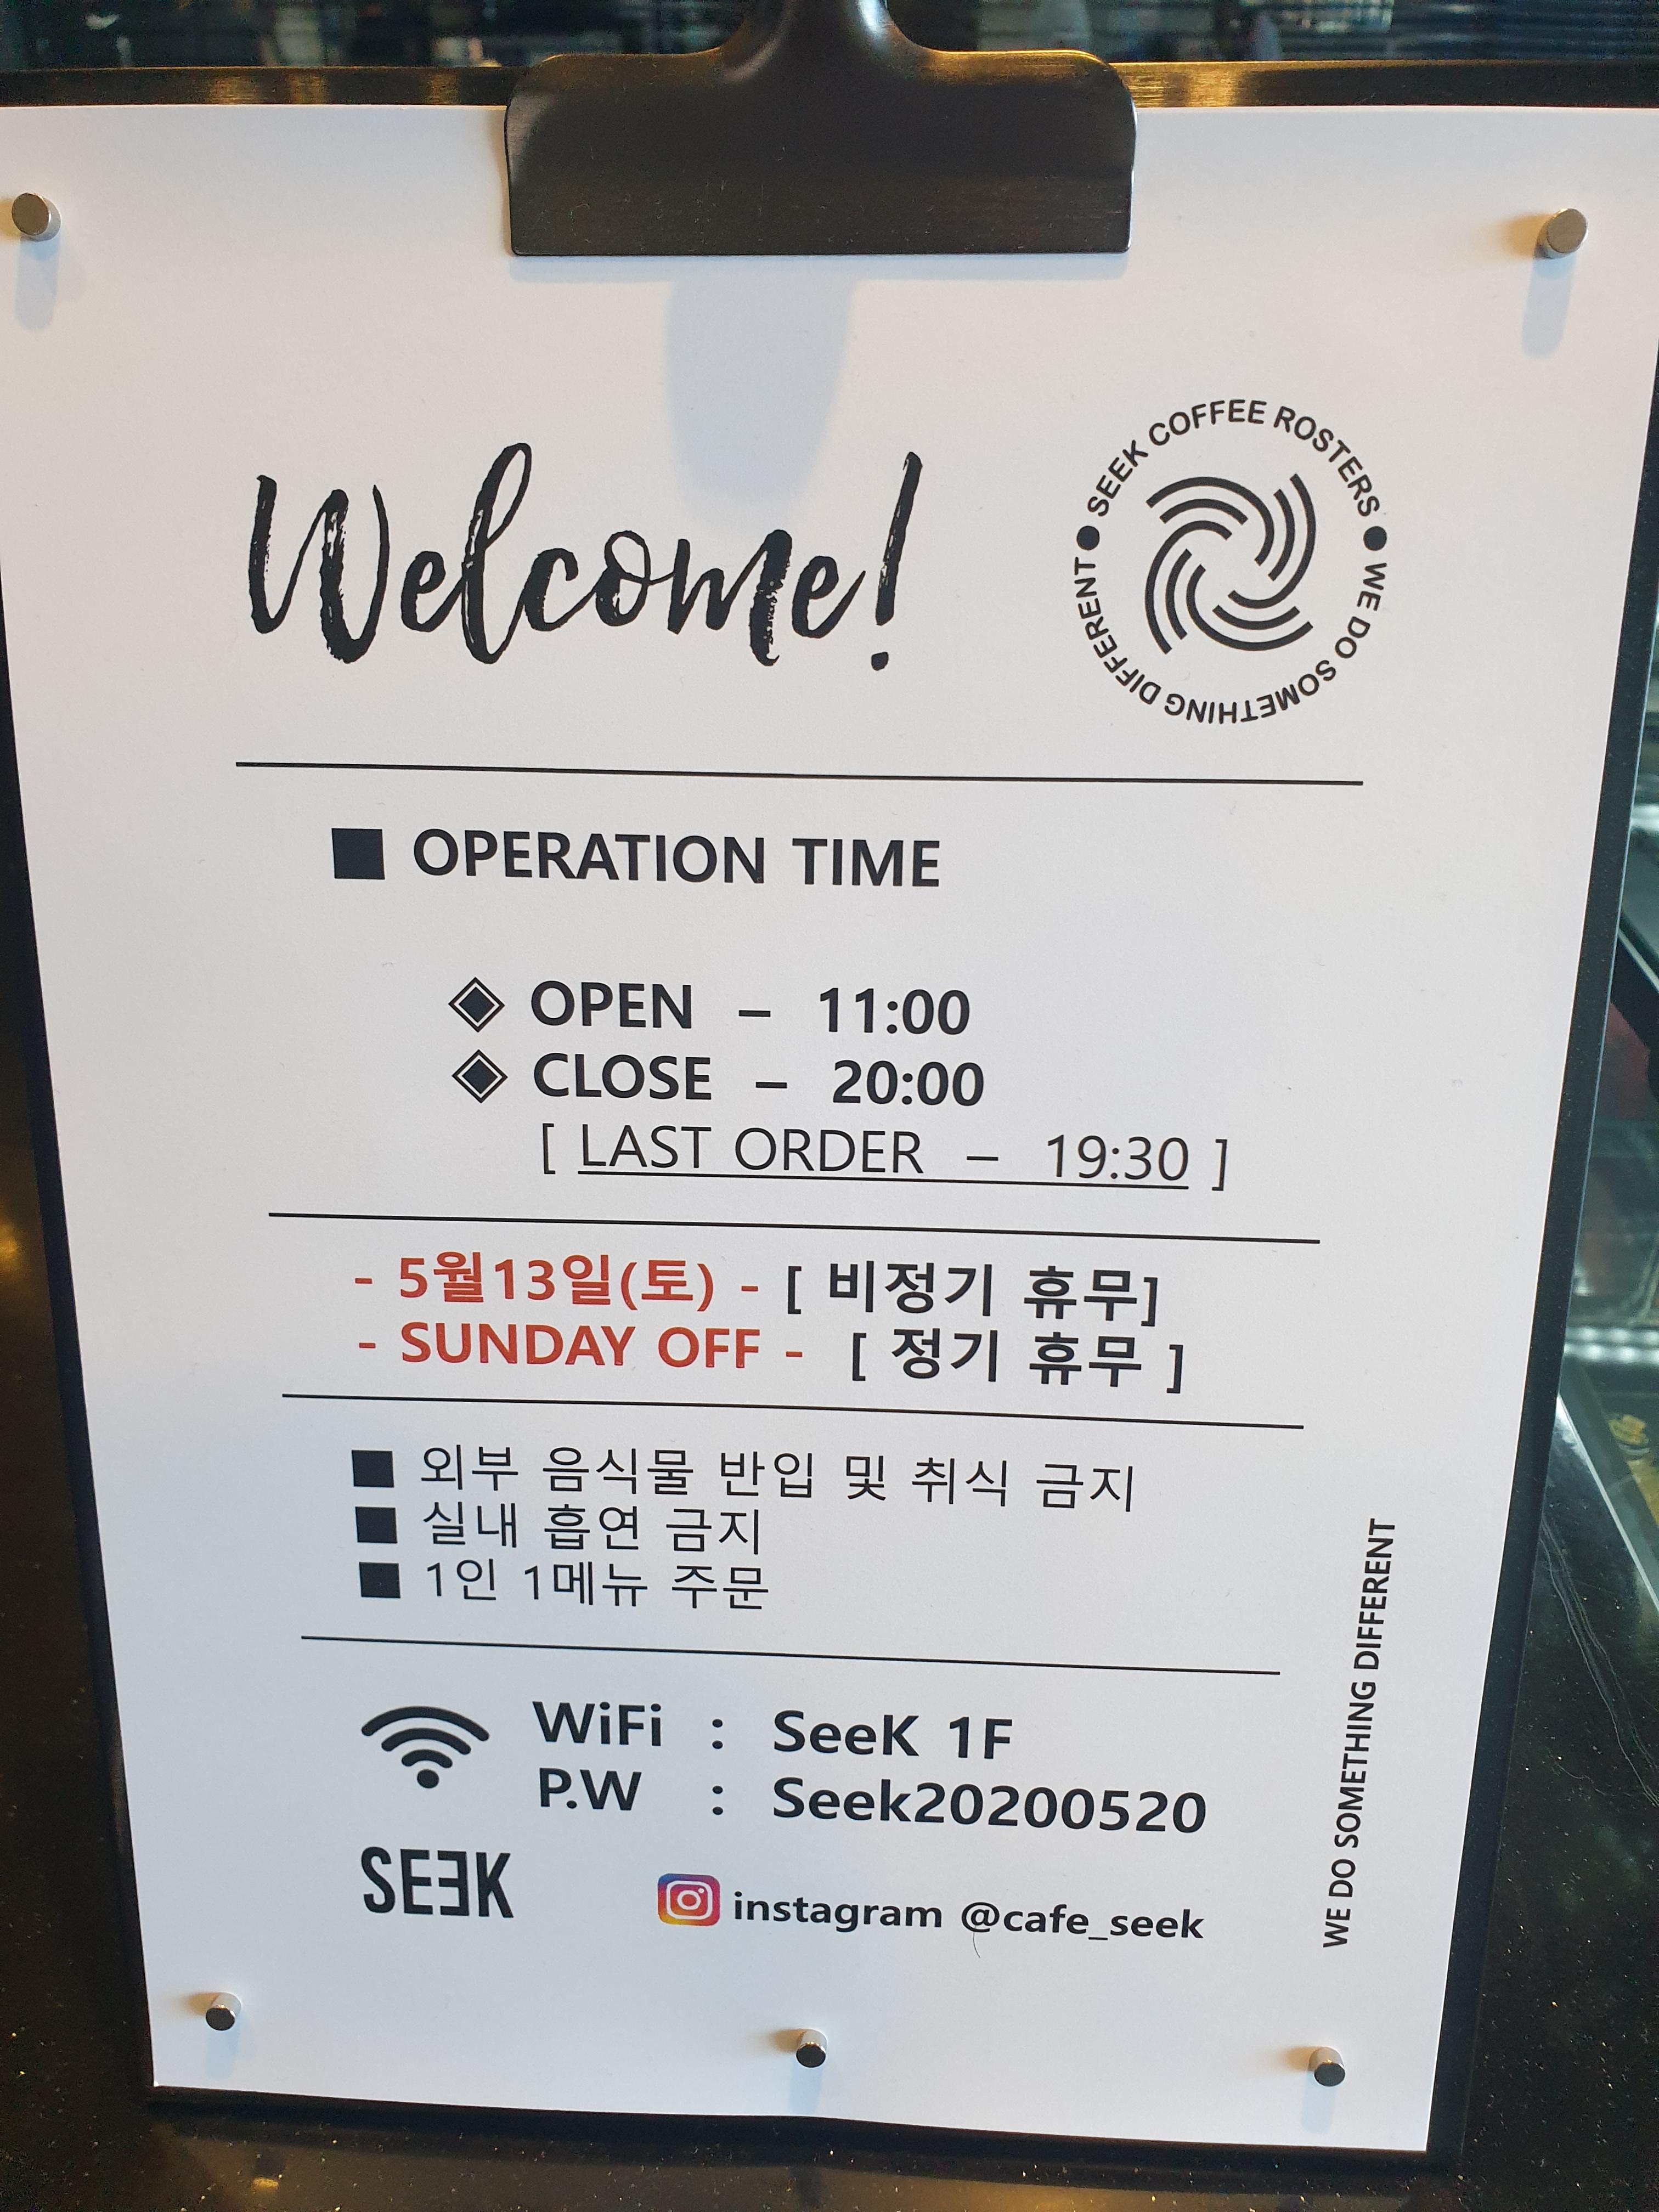 Welcome!
SEEK COFFEE ROSTERS ● WE DO SOMETHING DIFFERENT ●
■ OPERATION TIME
◈ OPEN – 11:00
◈ CLOSE – 20:00
[ LAST ORDER – 19:30 ]
- 5월13일(토) - [ 비정기 휴무]
- SUNDAY OFF - [ 정기 휴무 ]
■ 외부 음식물 반입 및 취식 금지
■ 실내 흡연 금지
■ 1인 1메뉴 주문
WiFi : SeeK 1F
P.W : Seek20200520
SEEK
instagram @cafe_seek
WE DO SOMETHING DIFFERENT